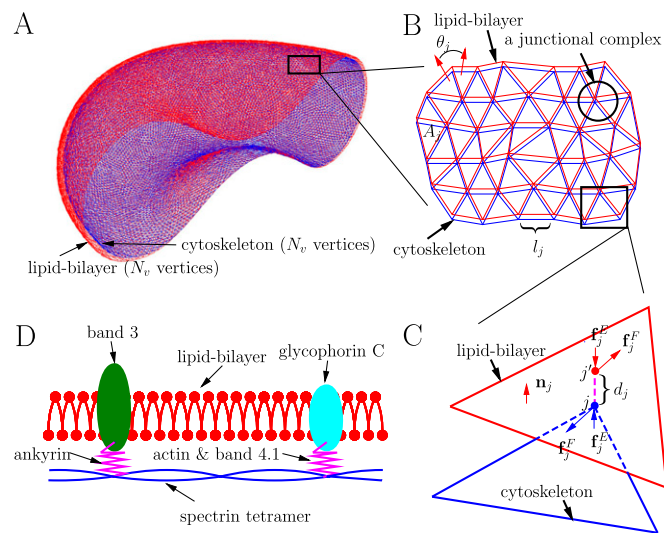 A
cytoskeleton (N_v vertices)
lipid-bilayer (N_v vertices)
B
lipid-bilayer
θ_j
a junctional complex
A_j
cytoskeleton
l_j
C
lipid-bilayer
f_j^E
f_j^F
j′
n_j
d_j
j
f_j^F
f_j^E
cytoskeleton
D
band 3
lipid-bilayer
glycophorin C
ankyrin
actin & band 4.1
spectrin tetramer